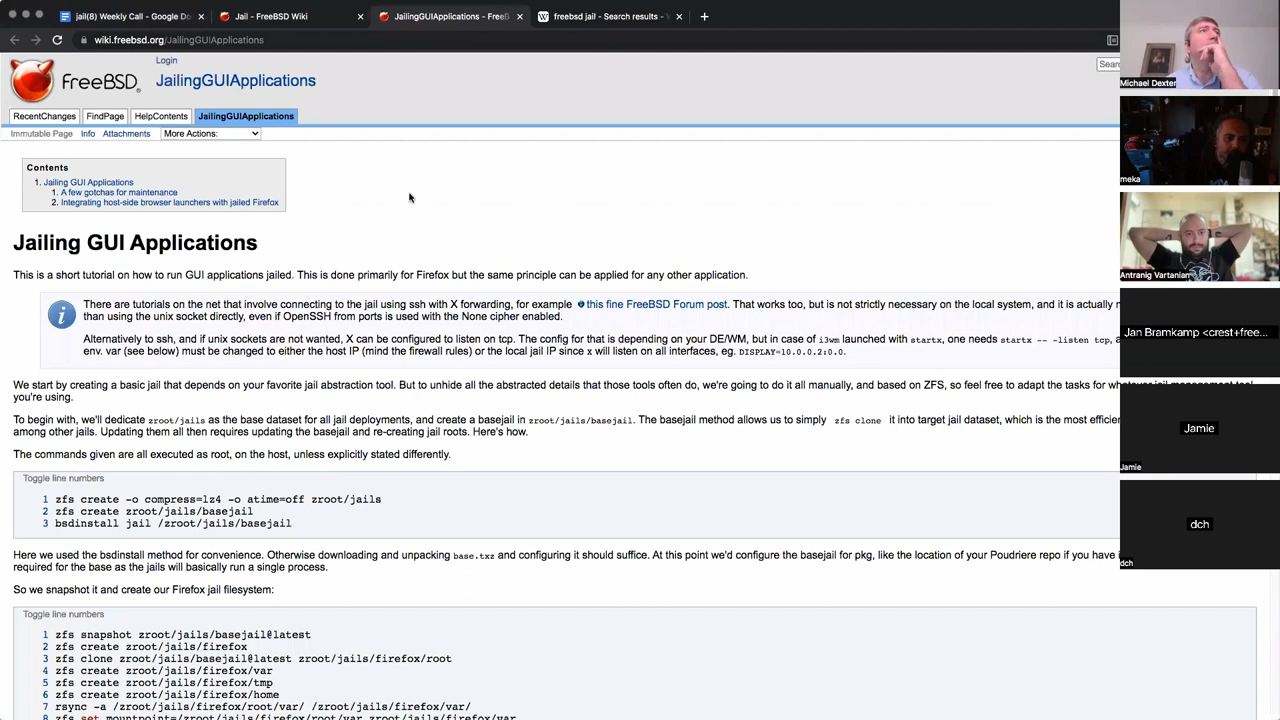 jail(8) Weekly Call - Google Do
Jail - FreeBSD Wiki
JailingGUIApplications - FreeB
freebsd jail - Search results -
wiki.freebsd.org/JailingGUIApplications
Login
FreeBSD
JailingGUIApplications
Sear
RecentChanges
FindPage
HelpContents
JailingGUIApplications
Immutable Page
Info
Attachments
More Actions:
Contents
1. Jailing GUI Applications
1. A few gotchas for maintenance
2. Integrating host-side browser launchers with jailed Firefox
Jailing GUI Applications
This is a short tutorial on how to run GUI applications jailed. This is done primarily for Firefox but the same principle can be applied for any other application.
There are tutorials on the net that involve connecting to the jail using ssh with X forwarding, for example this fine FreeBSD Forum post. That works too, but is not strictly necessary on the local system, and it is actually
than using the unix socket directly, even if OpenSSH from ports is used with the None cipher enabled.
Alternatively to ssh, and if unix sockets are not wanted, X can be configured to listen on tcp. The config for that is depending on your DE/WM, but in case of i3wm launched with startx, one needs startx -- -listen tcp,
env. var (see below) must be changed to either the host IP (mind the firewall rules) or the local jail IP since x will listen on all interfaces, eg. DISPLAY=10.0.0.2:0.0.
We start by creating a basic jail that depends on your favorite jail abstraction tool. But to unhide all the abstracted details that those tools often do, we're going to do it all manually, and based on ZFS, so feel free to adapt the tasks for whatever jail management tool
you're using.
To begin with, we'll dedicate zroot/jails as the base dataset for all jail deployments, and create a basejail in zroot/jails/basejail. The basejail method allows us to simply zfs clone it into target jail dataset, which is the most efficien
among other jails. Updating them all then requires updating the basejail and re-creating jail roots. Here's how.
The commands given are all executed as root, on the host, unless explicitly stated differently.
Toggle line numbers
1 zfs create -o compress=lz4 -o atime=off zroot/jails
2 zfs create zroot/jails/basejail
3 bsdinstall jail /zroot/jails/basejail
Here we used the bsdinstall method for convenience. Otherwise downloading and unpacking base.txz and configuring it should suffice. At this point we'd configure the basejail for pkg, like the location of your Poudriere repo if you have
required for the base as the jails will basically run a single process.
So we snapshot it and create our Firefox jail filesystem:
Toggle line numbers
1 zfs snapshot zroot/jails/basejail@latest
2 zfs create zroot/jails/firefox
3 zfs clone zroot/jails/basejail@latest zroot/jails/firefox/root
4 zfs create zroot/jails/firefox/var
5 zfs create zroot/jails/firefox/tmp
6 zfs create zroot/jails/firefox/home
7 rsync -a /zroot/jails/firefox/root/var/ /zroot/jails/firefox/var/
8 zfs set mountpoint=/zroot/jails/firefox/root/var zroot/jails/firefox/var
Michael Dexter
meka
Antranig Vartanian
Jan Bramkamp <crest+free...
Jamie
Jamie
dch
dch